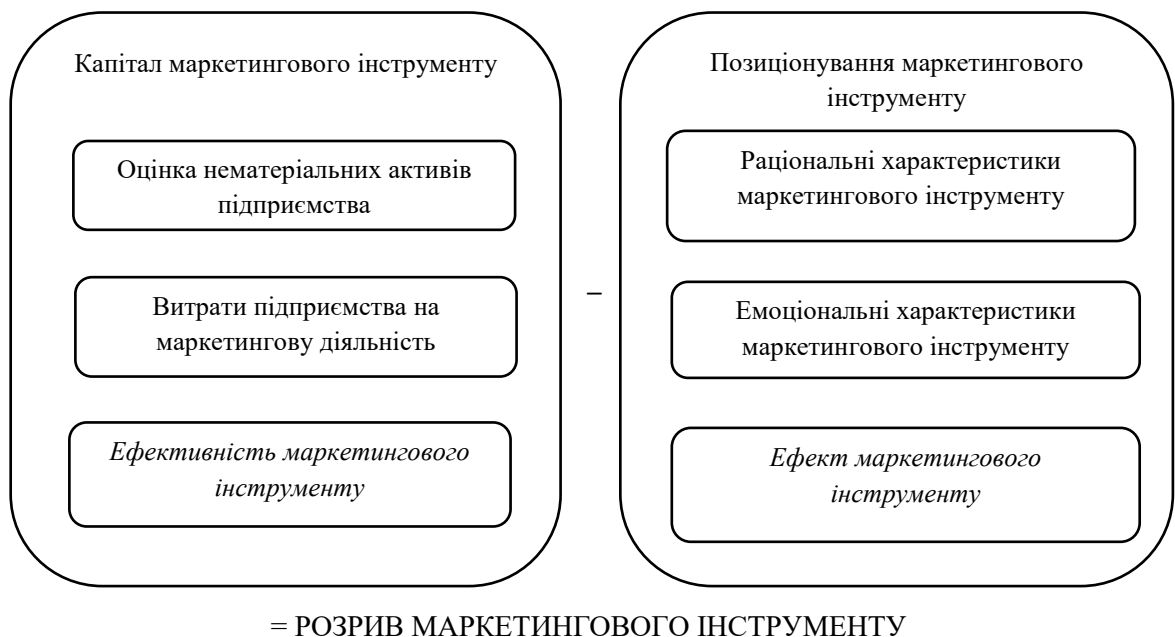 Капітал маркетингового інструменту
Оцінка нематеріальних активів
підприємства
Витрати підприємства на
маркетингову діяльність
Ефективність маркетингового
інструменту
–
Позиціонування маркетингового
інструменту
Раціональні характеристики
маркетингового інструменту
Емоціональні характеристики
маркетингового інструменту
Ефект маркетингового
інструменту
= РОЗРИВ МАРКЕТИНГОВОГО ІНСТРУМЕНТУ